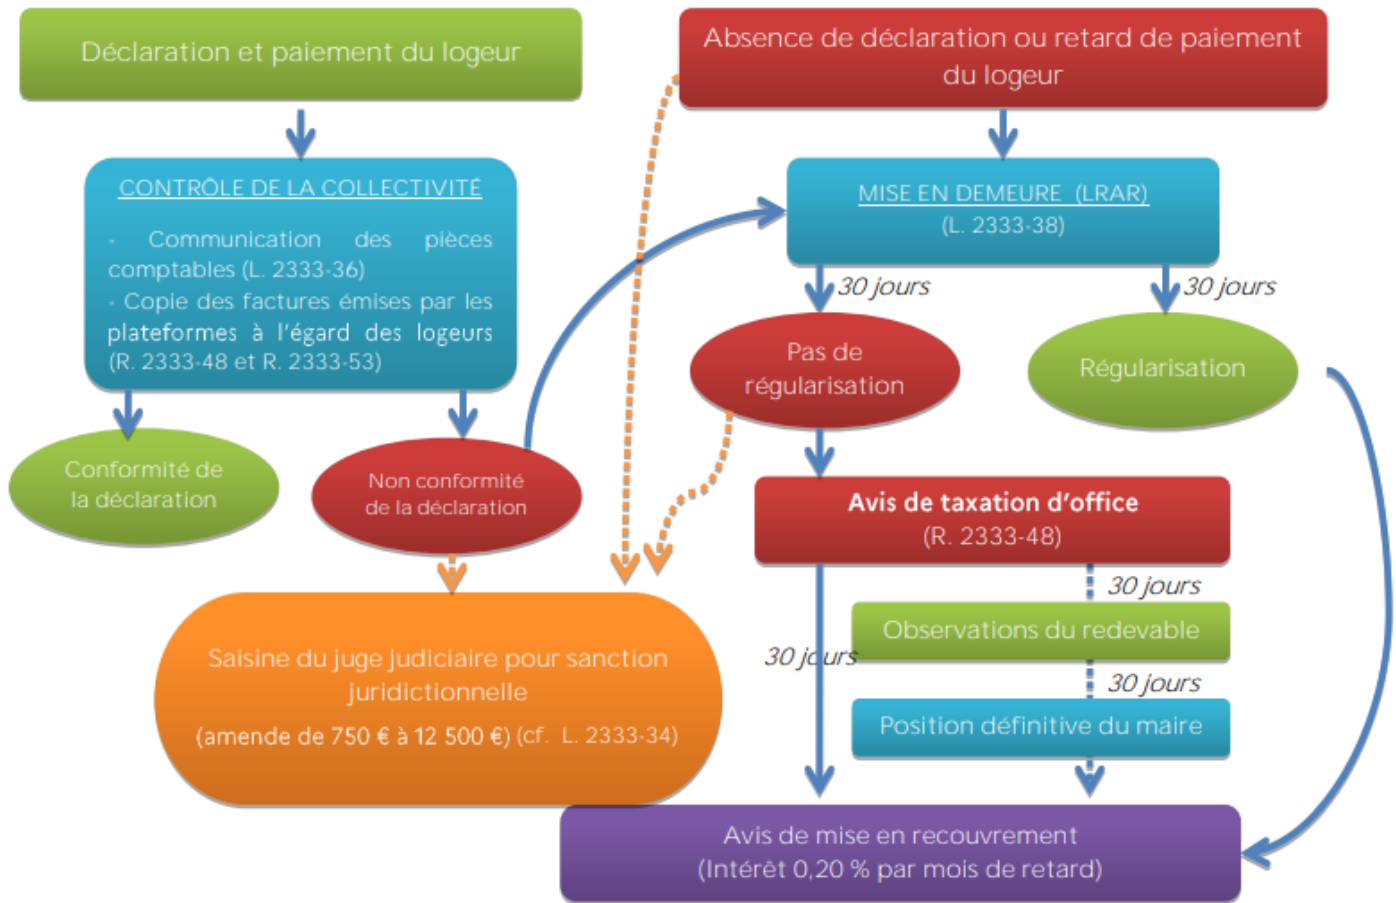 Déclaration et paiement du logeur
Absence de déclaration ou retard de paiement
du logeur
CONTRÔLE DE LA COLLECTIVITÉ
- Communication des pièces
comptables (L. 2333-36)
- Copie des factures émises par les
plateformes à l'égard des logeurs
(R. 2333-48 et R. 2333-53)
MISE EN DEMEURE (LRAR)
(L. 2333-38)
30 jours
30 jours
Pas de
régularisation
Régularisation
Conformité de
la déclaration
Non conformité
de la déclaration
Avis de taxation d'office
(R. 2333-48)
30 jours
Observations du redevable
30 jours
30 jours
Position définitive du maire
Saisine du juge judiciaire pour sanction
juridictionnelle
(amende de 750 € à 12 500 €) (cf. L. 2333-34)
Avis de mise en recouvrement
(Intérêt 0,20 % par mois de retard)